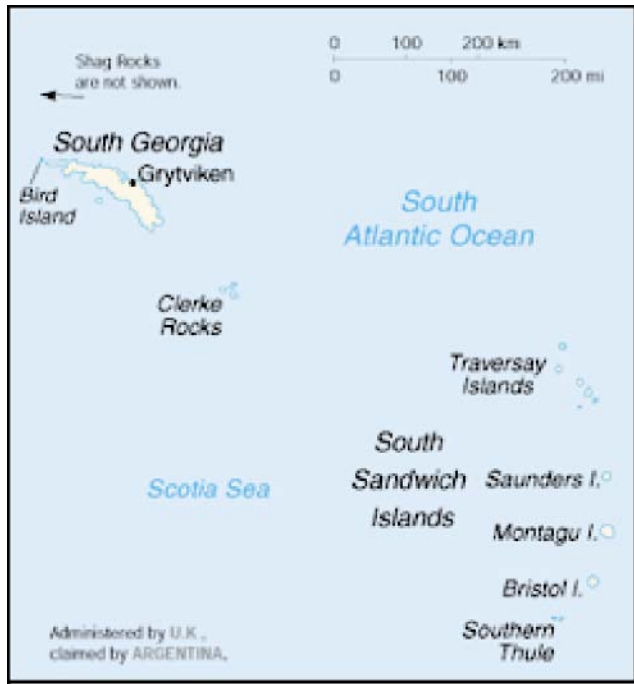 0 100 200 km
0 100 200 mi
Shag Rocks
are not shown.
South Georgia
Grytviken
Bird
Island
South
Atlantic Ocean
Clerke
Rocks
Traversay
Islands
South
Sandwich
Islands
Saunders I.
Scotia Sea
Montagu I.
Bristol I.
Southern
Thule
Administered by U.K.,
claimed by ARGENTINA.